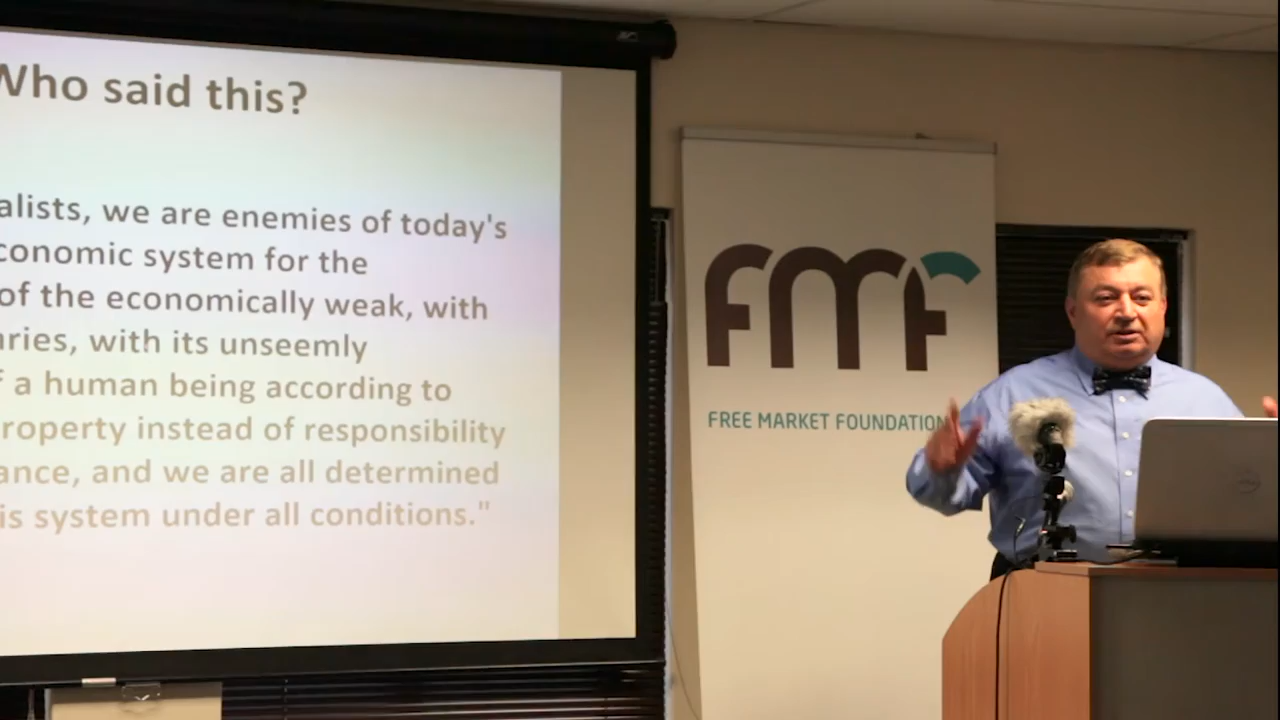 Who said this?
alists, we are enemies of today's
conomic system for the
of the economically weak, with
ries, with its unseemly
f a human being according to
roperty instead of responsibility
ance, and we are all determined
is system under all conditions."
FMF
FREE MARKET FOUNDATION
DELL